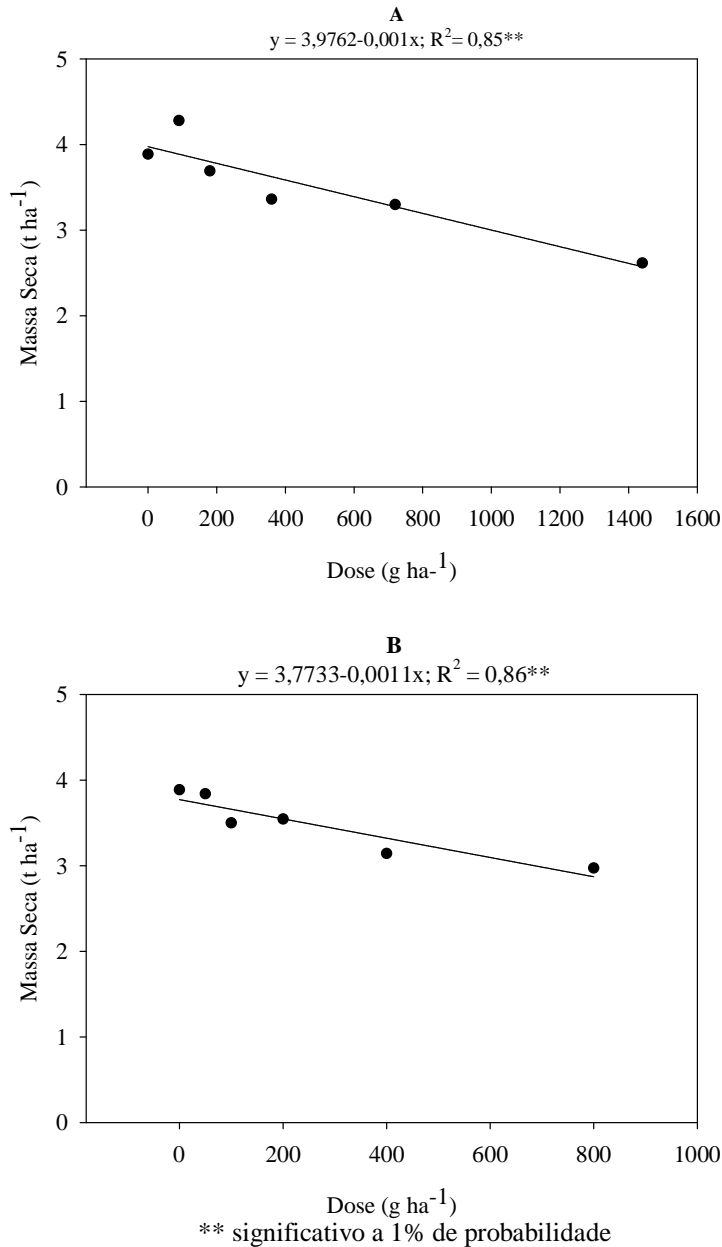 A
y = 3,9762-0,001x; R²= 0,85**
5
4
3
2
1
0
Massa Seca (t ha⁻¹)
0 200 400 600 800 1000 1200 1400 1600
Dose (g ha-¹)
B
y = 3,7733-0,0011x; R² = 0,86**
5
4
3
2
1
0
Massa Seca (t ha⁻¹)
0 200 400 600 800 1000
Dose (g ha⁻¹)
** significativo a 1% de probabilidade